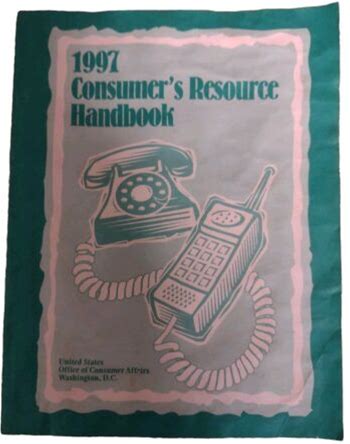 1997
Consumer's Resource
Handbook
United States
Office of Consumer Affairs
Washington, D.C.